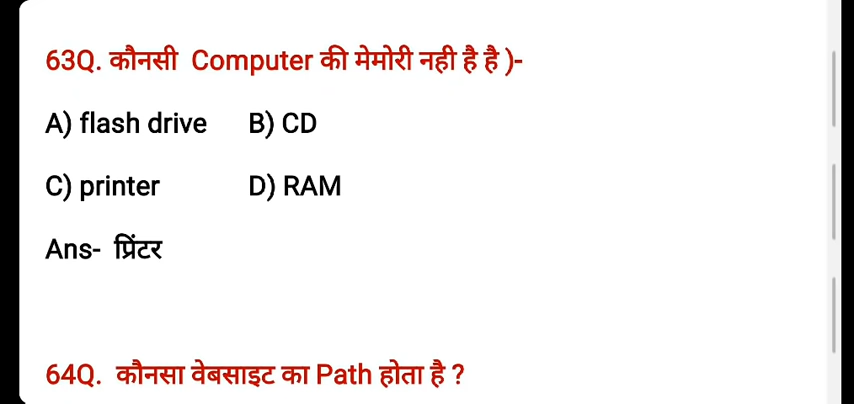 63Q. कौनसी Computer की मेमोरी नही है है )-
A) flash drive B) CD
C) printer D) RAM
Ans- प्रिंटर
64Q. कौनसा वेबसाइट का Path होता है ?